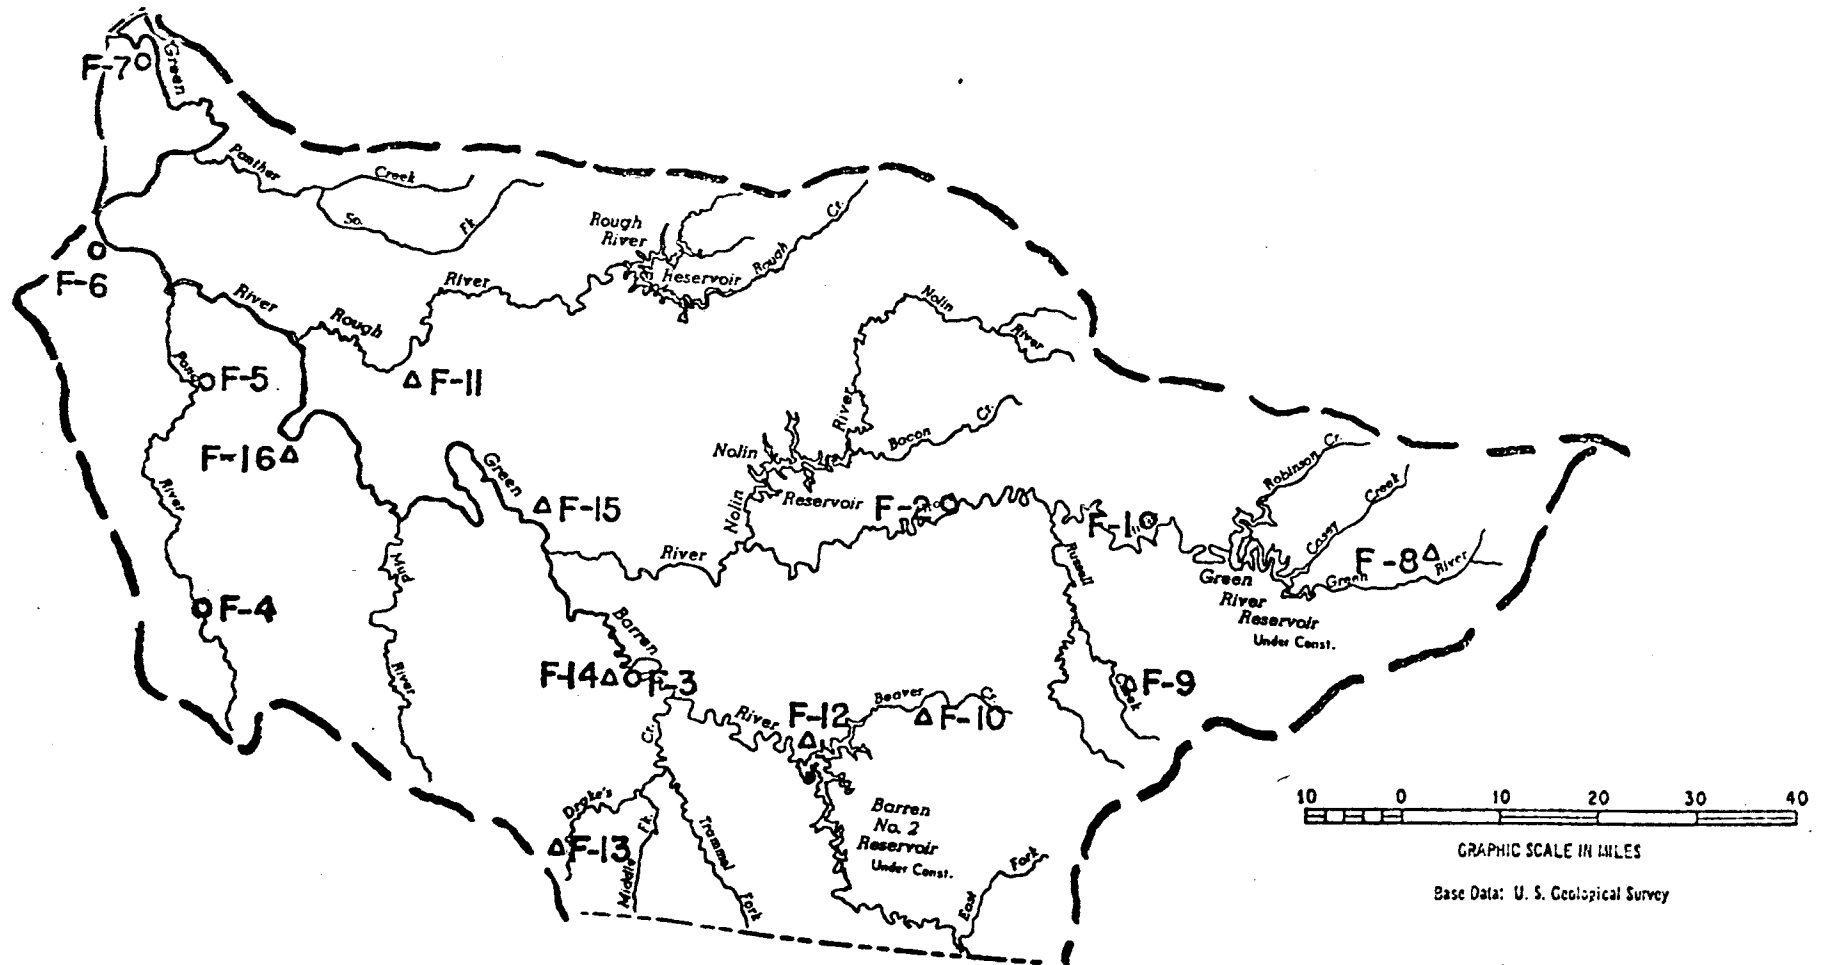 F-7
Green
Panther
Creek
So.
Fk.
Rough
River
Reservoir
Rough
Cr.
F-6
River
River
Rough
Nolin
River
Pond
F-5
F-11
River
Bacon
Cr.
F-16
Nolin
Reservoir
Robinson
Cr.
Green
River
F-15
Nolin
F-2
F-1
Casey
Creek
River
F-8
Green
River
Green
River
Reservoir
Under Const.
Mud
Russell
F-4
Barren
River
F-14
F-3
F-9
Creek
Beaver
Cr.
F-10
River
F-12
Cr.
10 0 10 20 30 40
GRAPHIC SCALE IN MILES
Base Data: U. S. Geological Survey
Barren
No. 2
Reservoir
Under Const.
Drake's
Fk.
Trammel
F-13
Middle
Fork
East
Fork